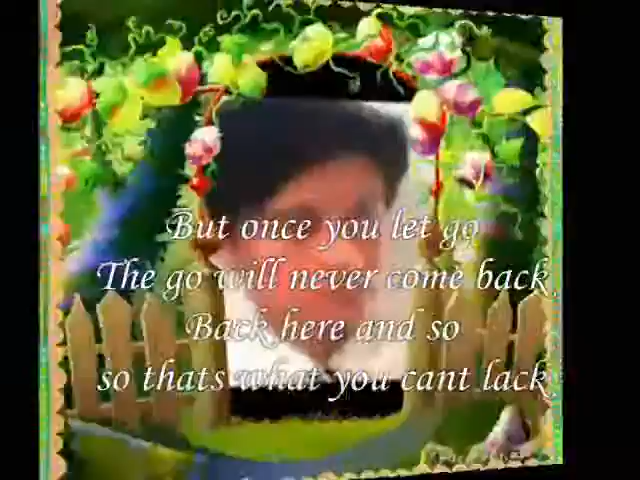 But once you let go
The go will never come back
Back here and so
so thats what you cant lack